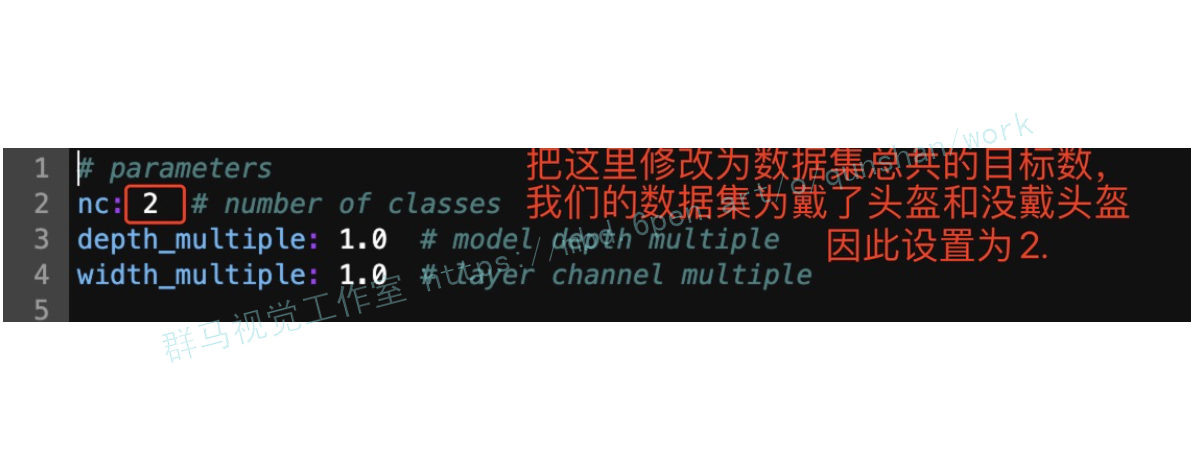 1 # parameters
2 nc: 2 # number of classes
3 depth_multiple: 1.0 # model depth multiple
4 width_multiple: 1.0 # layer channel multiple
5
把这里修改为数据集总共的目标数,
我们的数据集为戴了头盔和没戴头盔
因此设置为2.
群马视觉工作室 https://mbd